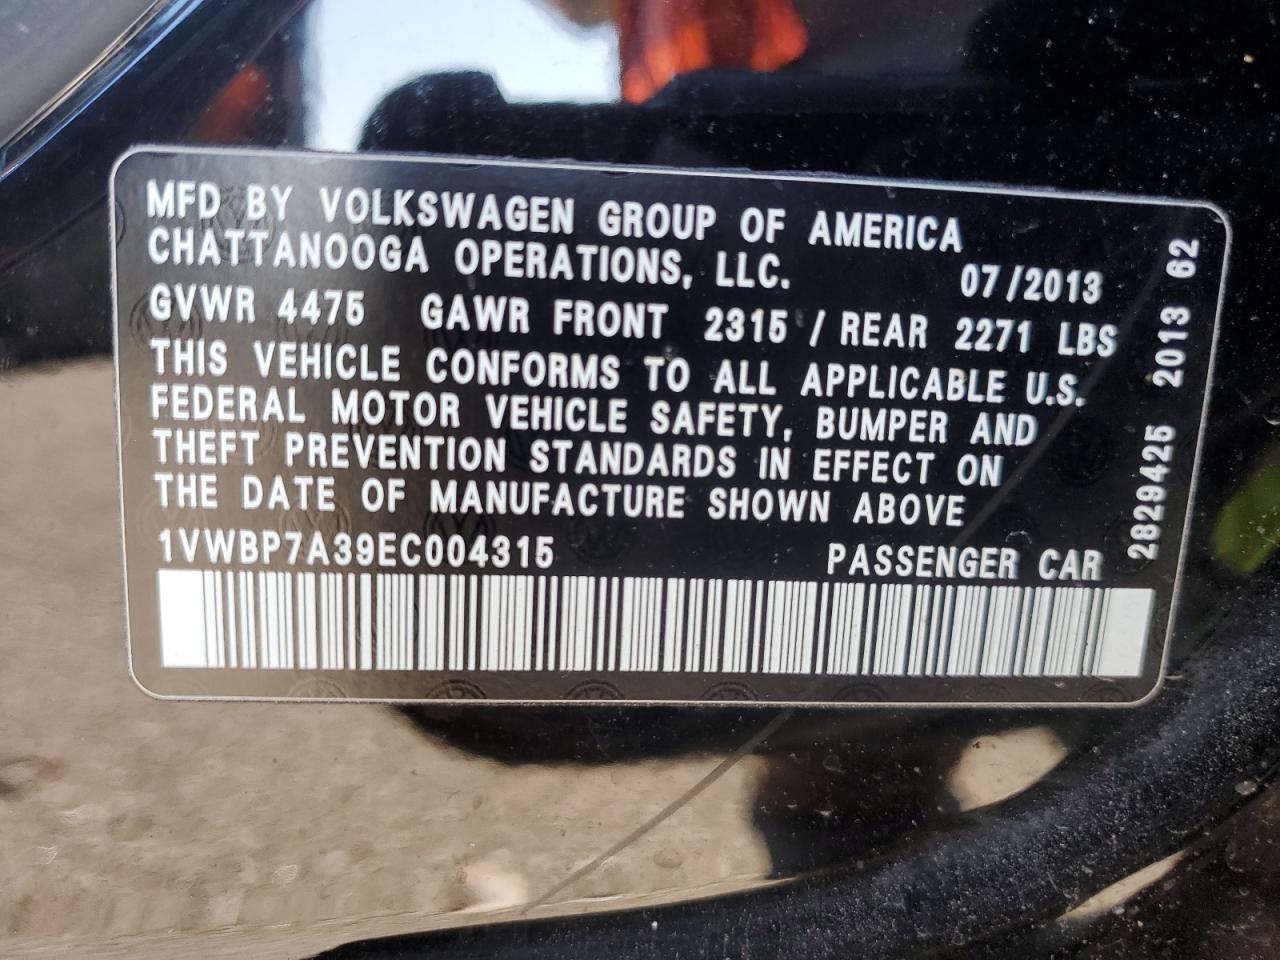 MFD BY VOLKSWAGEN GROUP OF AMERICA
CHATTANOOGA OPERATIONS, LLC. 07/2013
GVWR 4475 GAWR FRONT 2315 / REAR 2271 LBS
THIS VEHICLE CONFORMS TO ALL APPLICABLE U.S.
FEDERAL MOTOR VEHICLE SAFETY, BUMPER AND
THEFT PREVENTION STANDARDS IN EFFECT ON
THE DATE OF MANUFACTURE SHOWN ABOVE
1VWBP7A39EC004315 PASSENGER CAR
2829425 2013 62